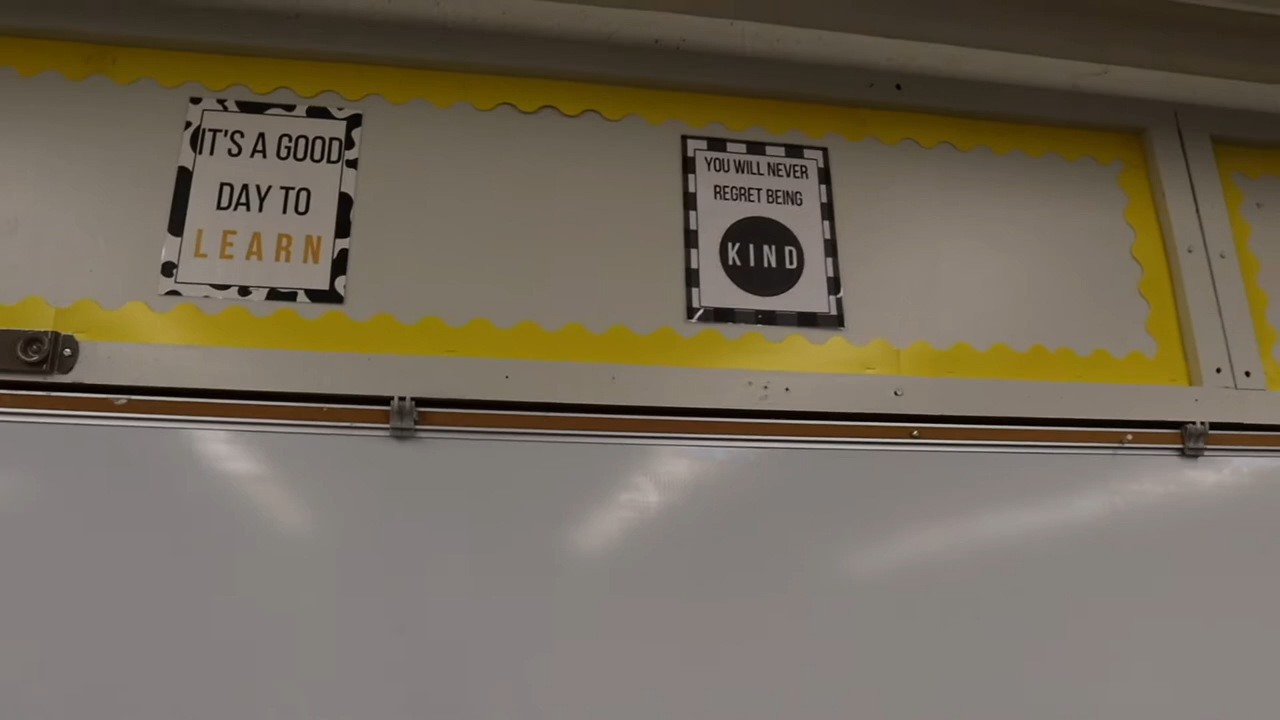 IT'S A GOOD
DAY TO
LEARN
YOU WILL NEVER
REGRET BEING
KIND